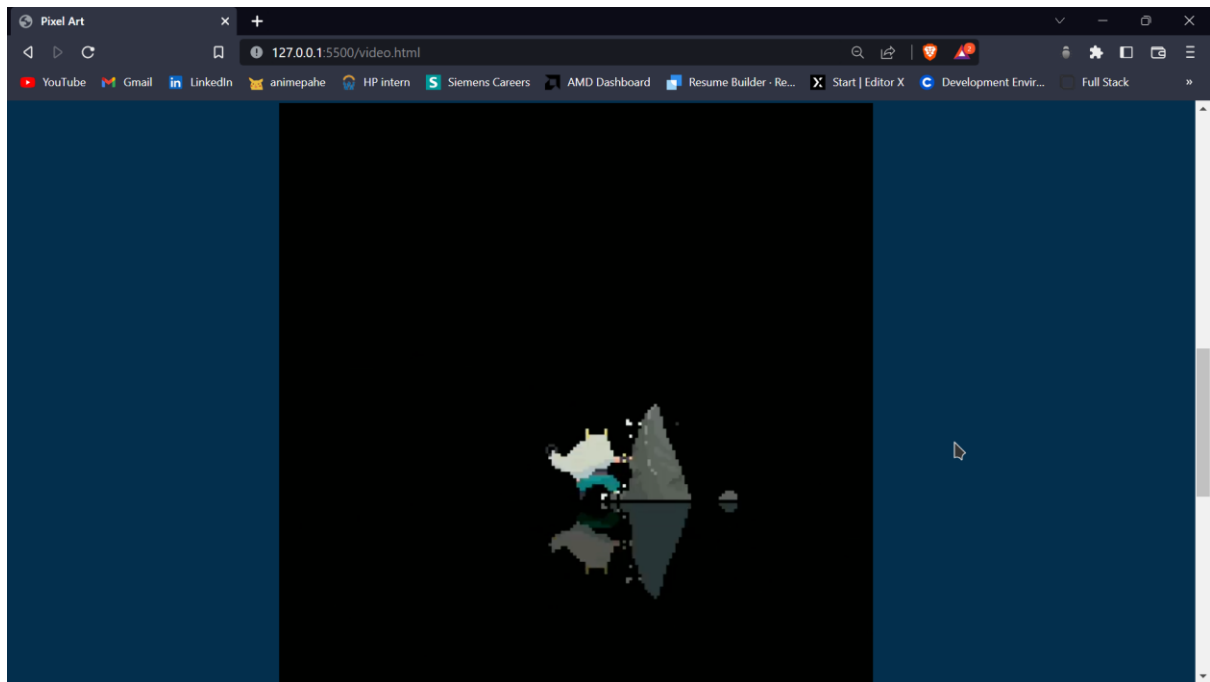 Pixel Art
127.0.0.1:5500/video.html
2
YouTube Gmail LinkedIn animepahe HP intern Siemens Careers AMD Dashboard Resume Builder - Re... Start | Editor X Development Envir... Full Stack »